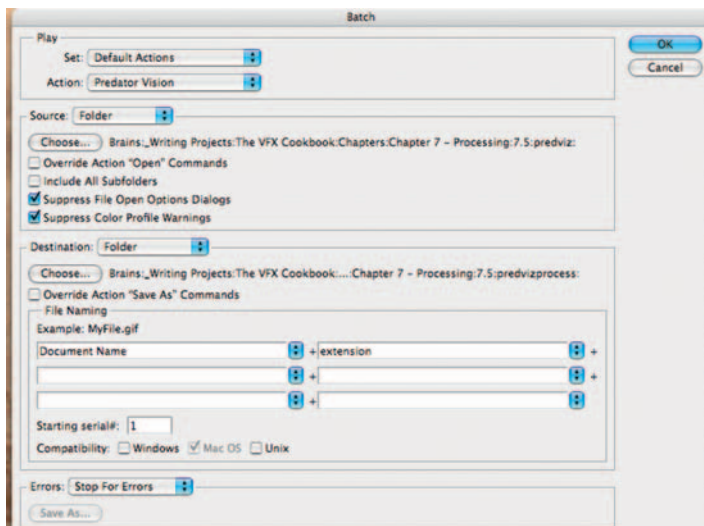 Batch
Play
Set: Default Actions
Action: Predator Vision
OK
Cancel
Source: Folder
Choose... Brains:_Writing Projects:The VFX Cookbook:Chapters:Chapter 7 – Processing:7.5:predviz:
Override Action "Open" Commands
Include All Subfolders
Suppress File Open Options Dialogs
Suppress Color Profile Warnings
Destination: Folder
Choose... Brains:_Writing Projects:The VFX Cookbook:...:Chapter 7 – Processing:7.5:predvizprocess:
Override Action "Save As" Commands
File Naming
Example: MyFile.gif
Document Name + extension +
+ +
+
Starting serial#: 1
Compatibility: Windows Mac OS Unix
Errors: Stop For Errors
Save As...